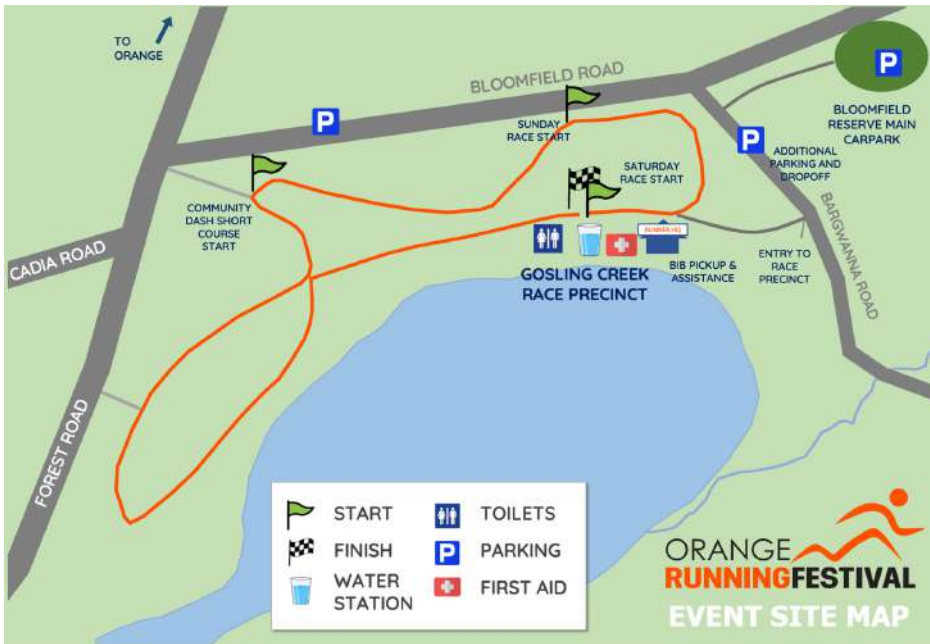 TO
ORANGE
BLOOMFIELD ROAD
P
P
BLOOMFIELD
RESERVE MAIN
CARPARK
P
ADDITIONAL
PARKING AND
DROPOFF
SUNDAY
RACE START
SATURDAY
RACE START
COMMUNITY
DASH SHORT
COURSE
START
CADIA ROAD
RUNNER HQ
BIB PICKUP &
ASSISTANCE
ENTRY TO
RACE
PRECINCT
GOSLING CREEK
RACE PRECINCT
BARGWANNA ROAD
FOREST ROAD
START
TOILETS
FINISH
P PARKING
WATER
STATION
FIRST AID
ORANGE
RUNNINGFESTIVAL
EVENT SITE MAP